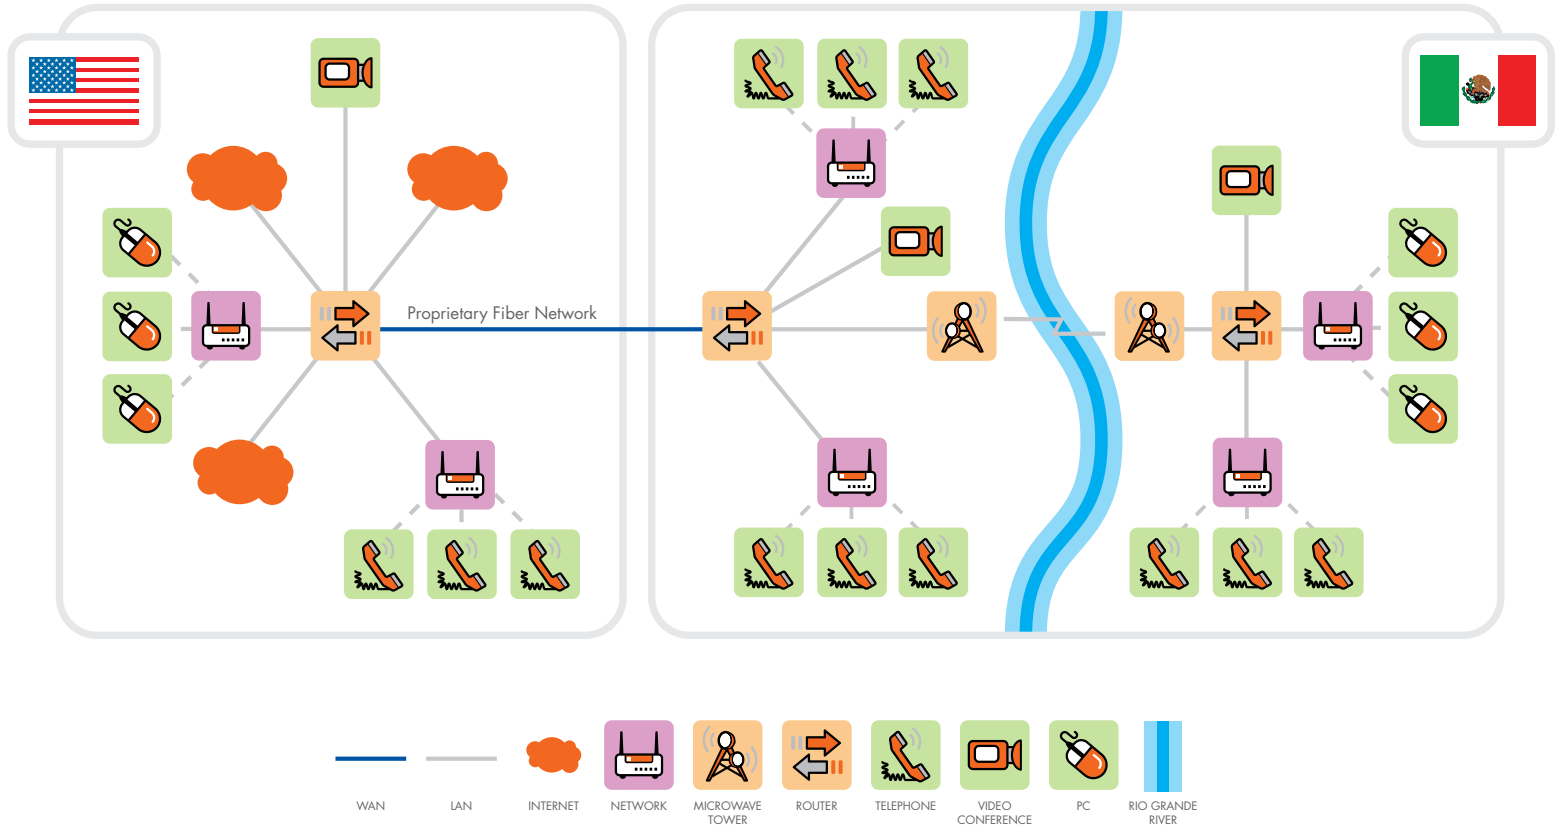 Proprietary Fiber Network
WAN
LAN
INTERNET
NETWORK
MICROWAVE
TOWER
ROUTER
TELEPHONE
VIDEO
CONFERENCE
PC
RIO GRANDE
RIVER